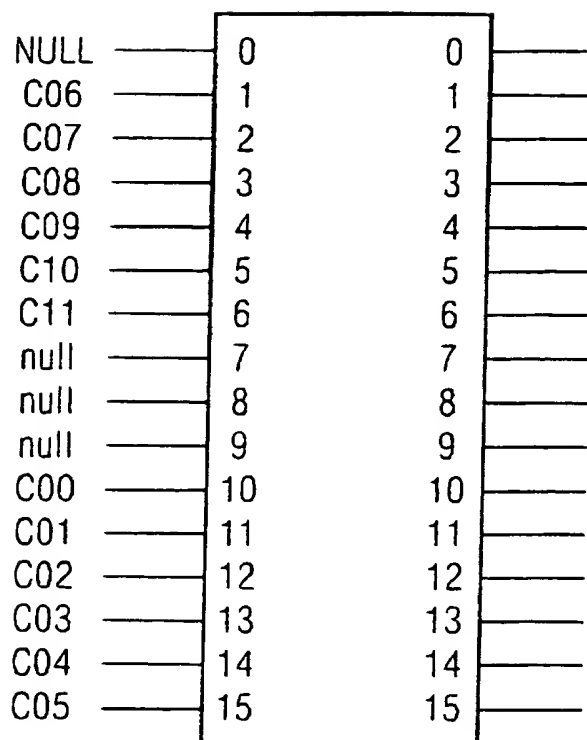 NULL 0 0
C06 1 1
C07 2 2
C08 3 3
C09 4 4
C10 5 5
C11 6 6
null 7 7
null 8 8
null 9 9
C00 10 10
C01 11 11
C02 12 12
C03 13 13
C04 14 14
C05 15 15